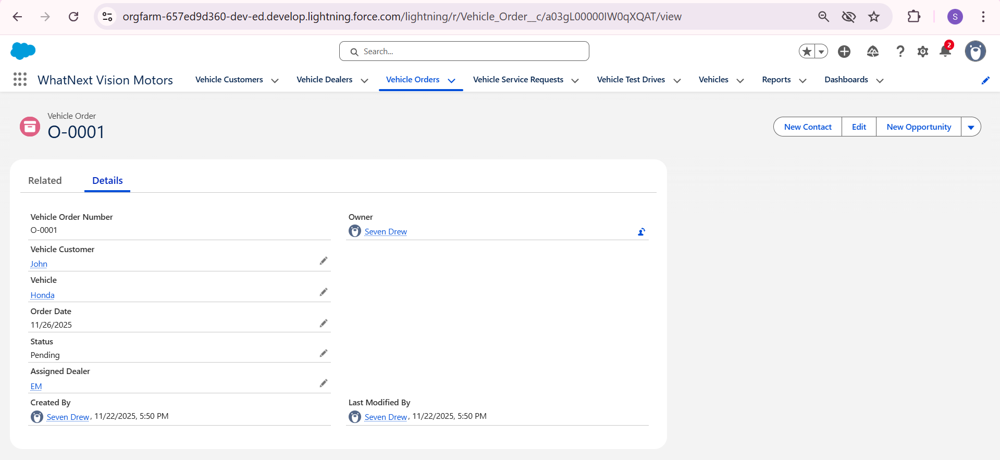 orgfarm-657ed9d360-dev-ed.develop.lightning.force.com/lightning/r/Vehicle_Order__c/a03gL00000IW0qXQAT/view
S
Search...
2
WhatNext Vision Motors
Vehicle Customers
Vehicle Dealers
Vehicle Orders
Vehicle Service Requests
Vehicle Test Drives
Vehicles
Reports
Dashboards
Vehicle Order
O-0001
New Contact
Edit
New Opportunity
Related
Details
Vehicle Order Number
O-0001
Owner
Seven Drew
Vehicle Customer
John
Vehicle
Honda
Order Date
11/26/2025
Status
Pending
Assigned Dealer
EM
Created By
Seven Drew, 11/22/2025, 5:50 PM
Last Modified By
Seven Drew, 11/22/2025, 5:50 PM